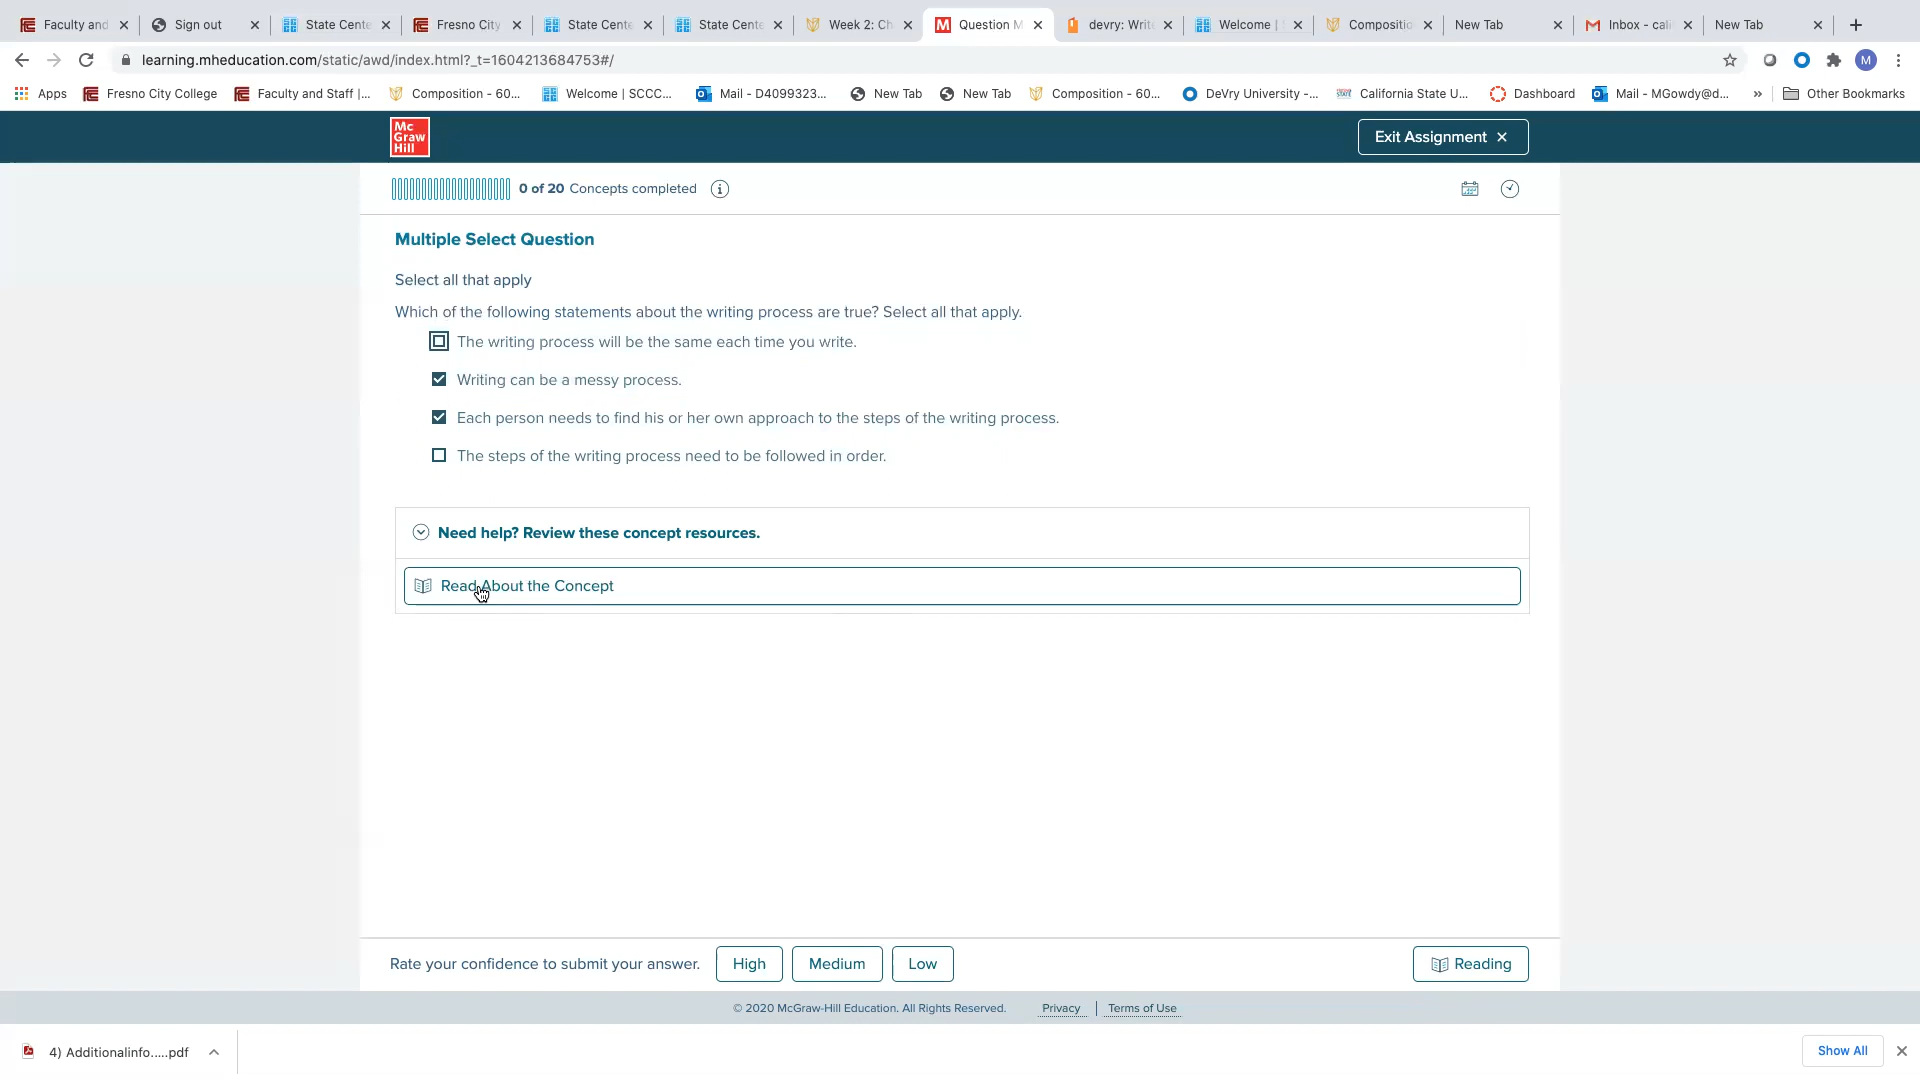 Faculty and
Sign out
State Cente
Fresno City
State Cente
State Cente
Week 2: Ch
Question M
devry: Write
Welcome |
Compositio
New Tab
Inbox - cali
New Tab
learning.mheducation.com/static/awd/index.html?_t=1604213684753#/
M
Apps
Fresno City College
Faculty and Staff |...
Composition - 60...
Welcome | SCCC...
Mail - D4099323...
New Tab
New Tab
Composition - 60...
DeVry University -...
California State U...
Dashboard
Mail - MGowdy@d...
»
Other Bookmarks
Mc
Graw
Hill
Exit Assignment
0 of 20 Concepts completed
Multiple Select Question
Select all that apply
Which of the following statements about the writing process are true? Select all that apply.
The writing process will be the same each time you write.
Writing can be a messy process.
Each person needs to find his or her own approach to the steps of the writing process.
The steps of the writing process need to be followed in order.
Need help? Review these concept resources.
Read About the Concept
Rate your confidence to submit your answer.
High
Medium
Low
Reading
© 2020 McGraw-Hill Education. All Rights Reserved.
Privacy
Terms of Use
4) Additionalinfo.....pdf
Show All